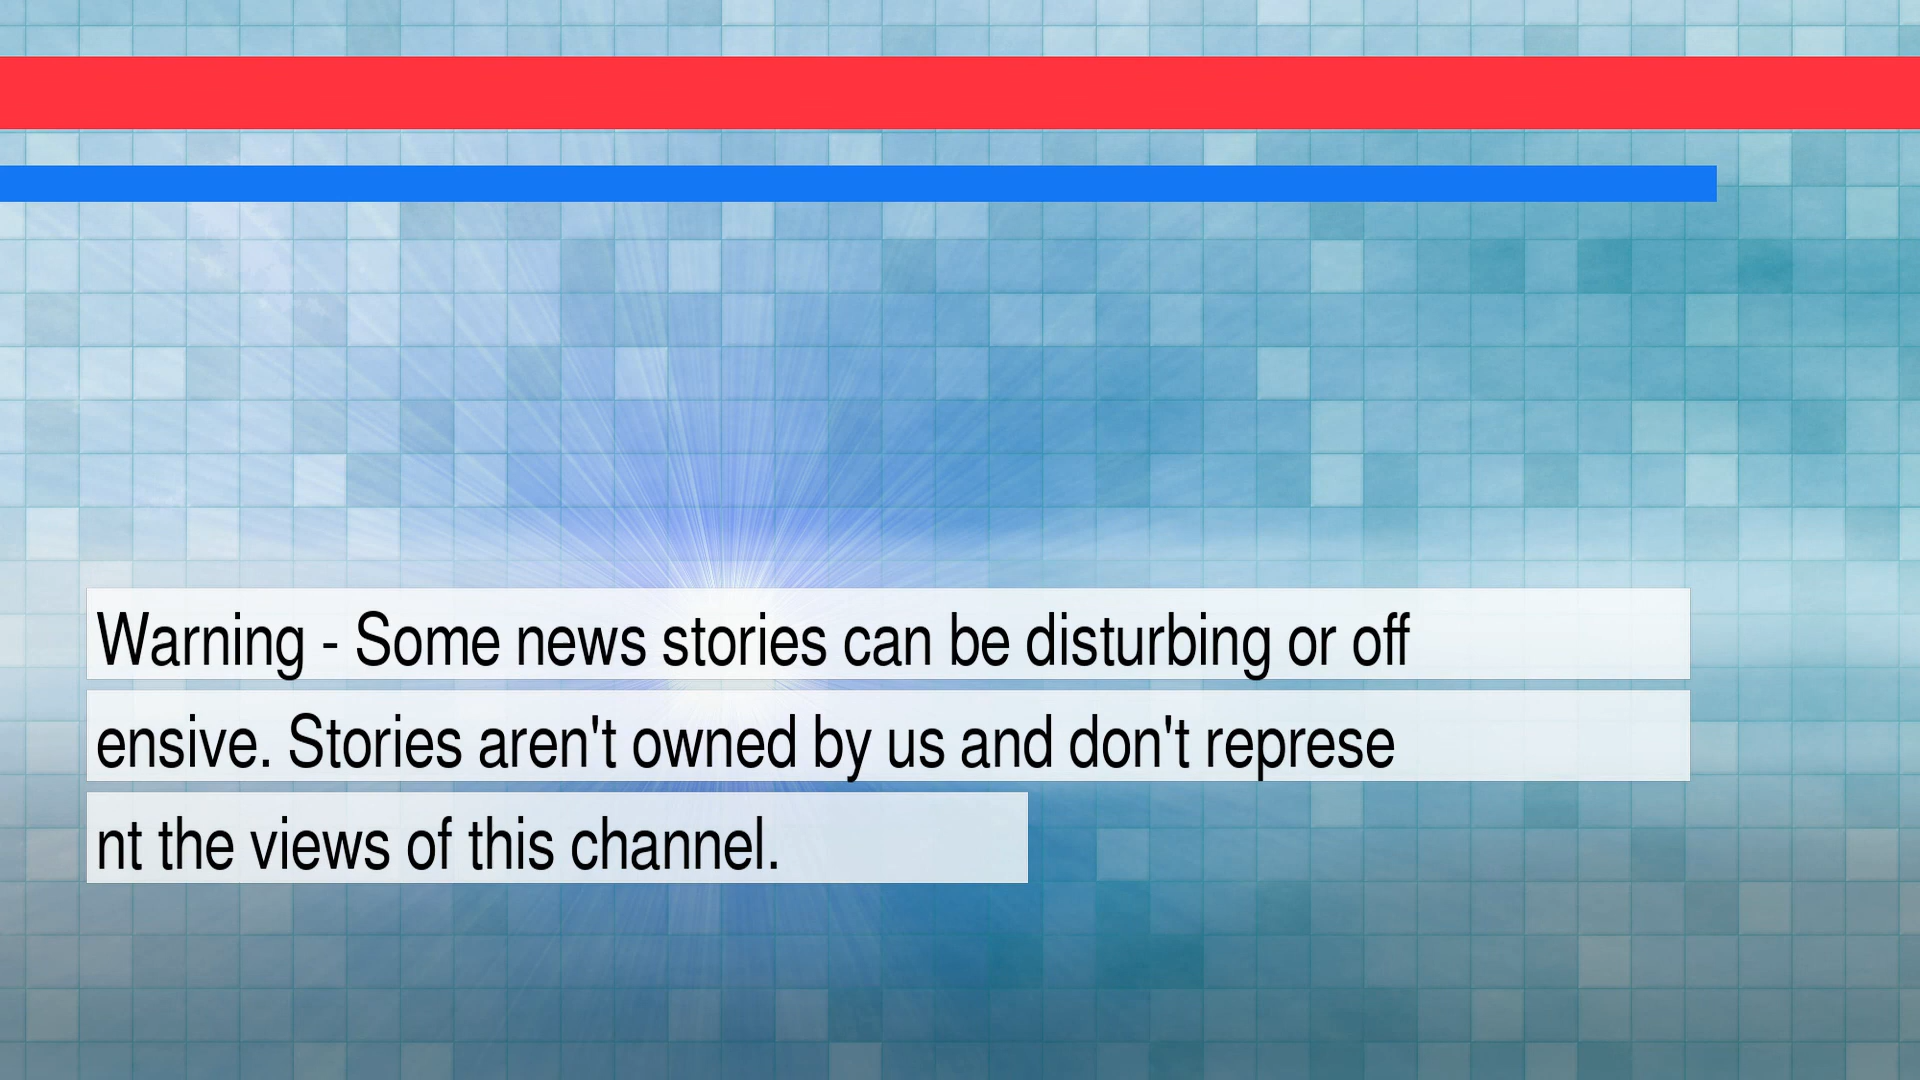 Warning - Some news stories can be disturbing or off
ensive. Stories aren't owned by us and don't represe
nt the views of this channel.